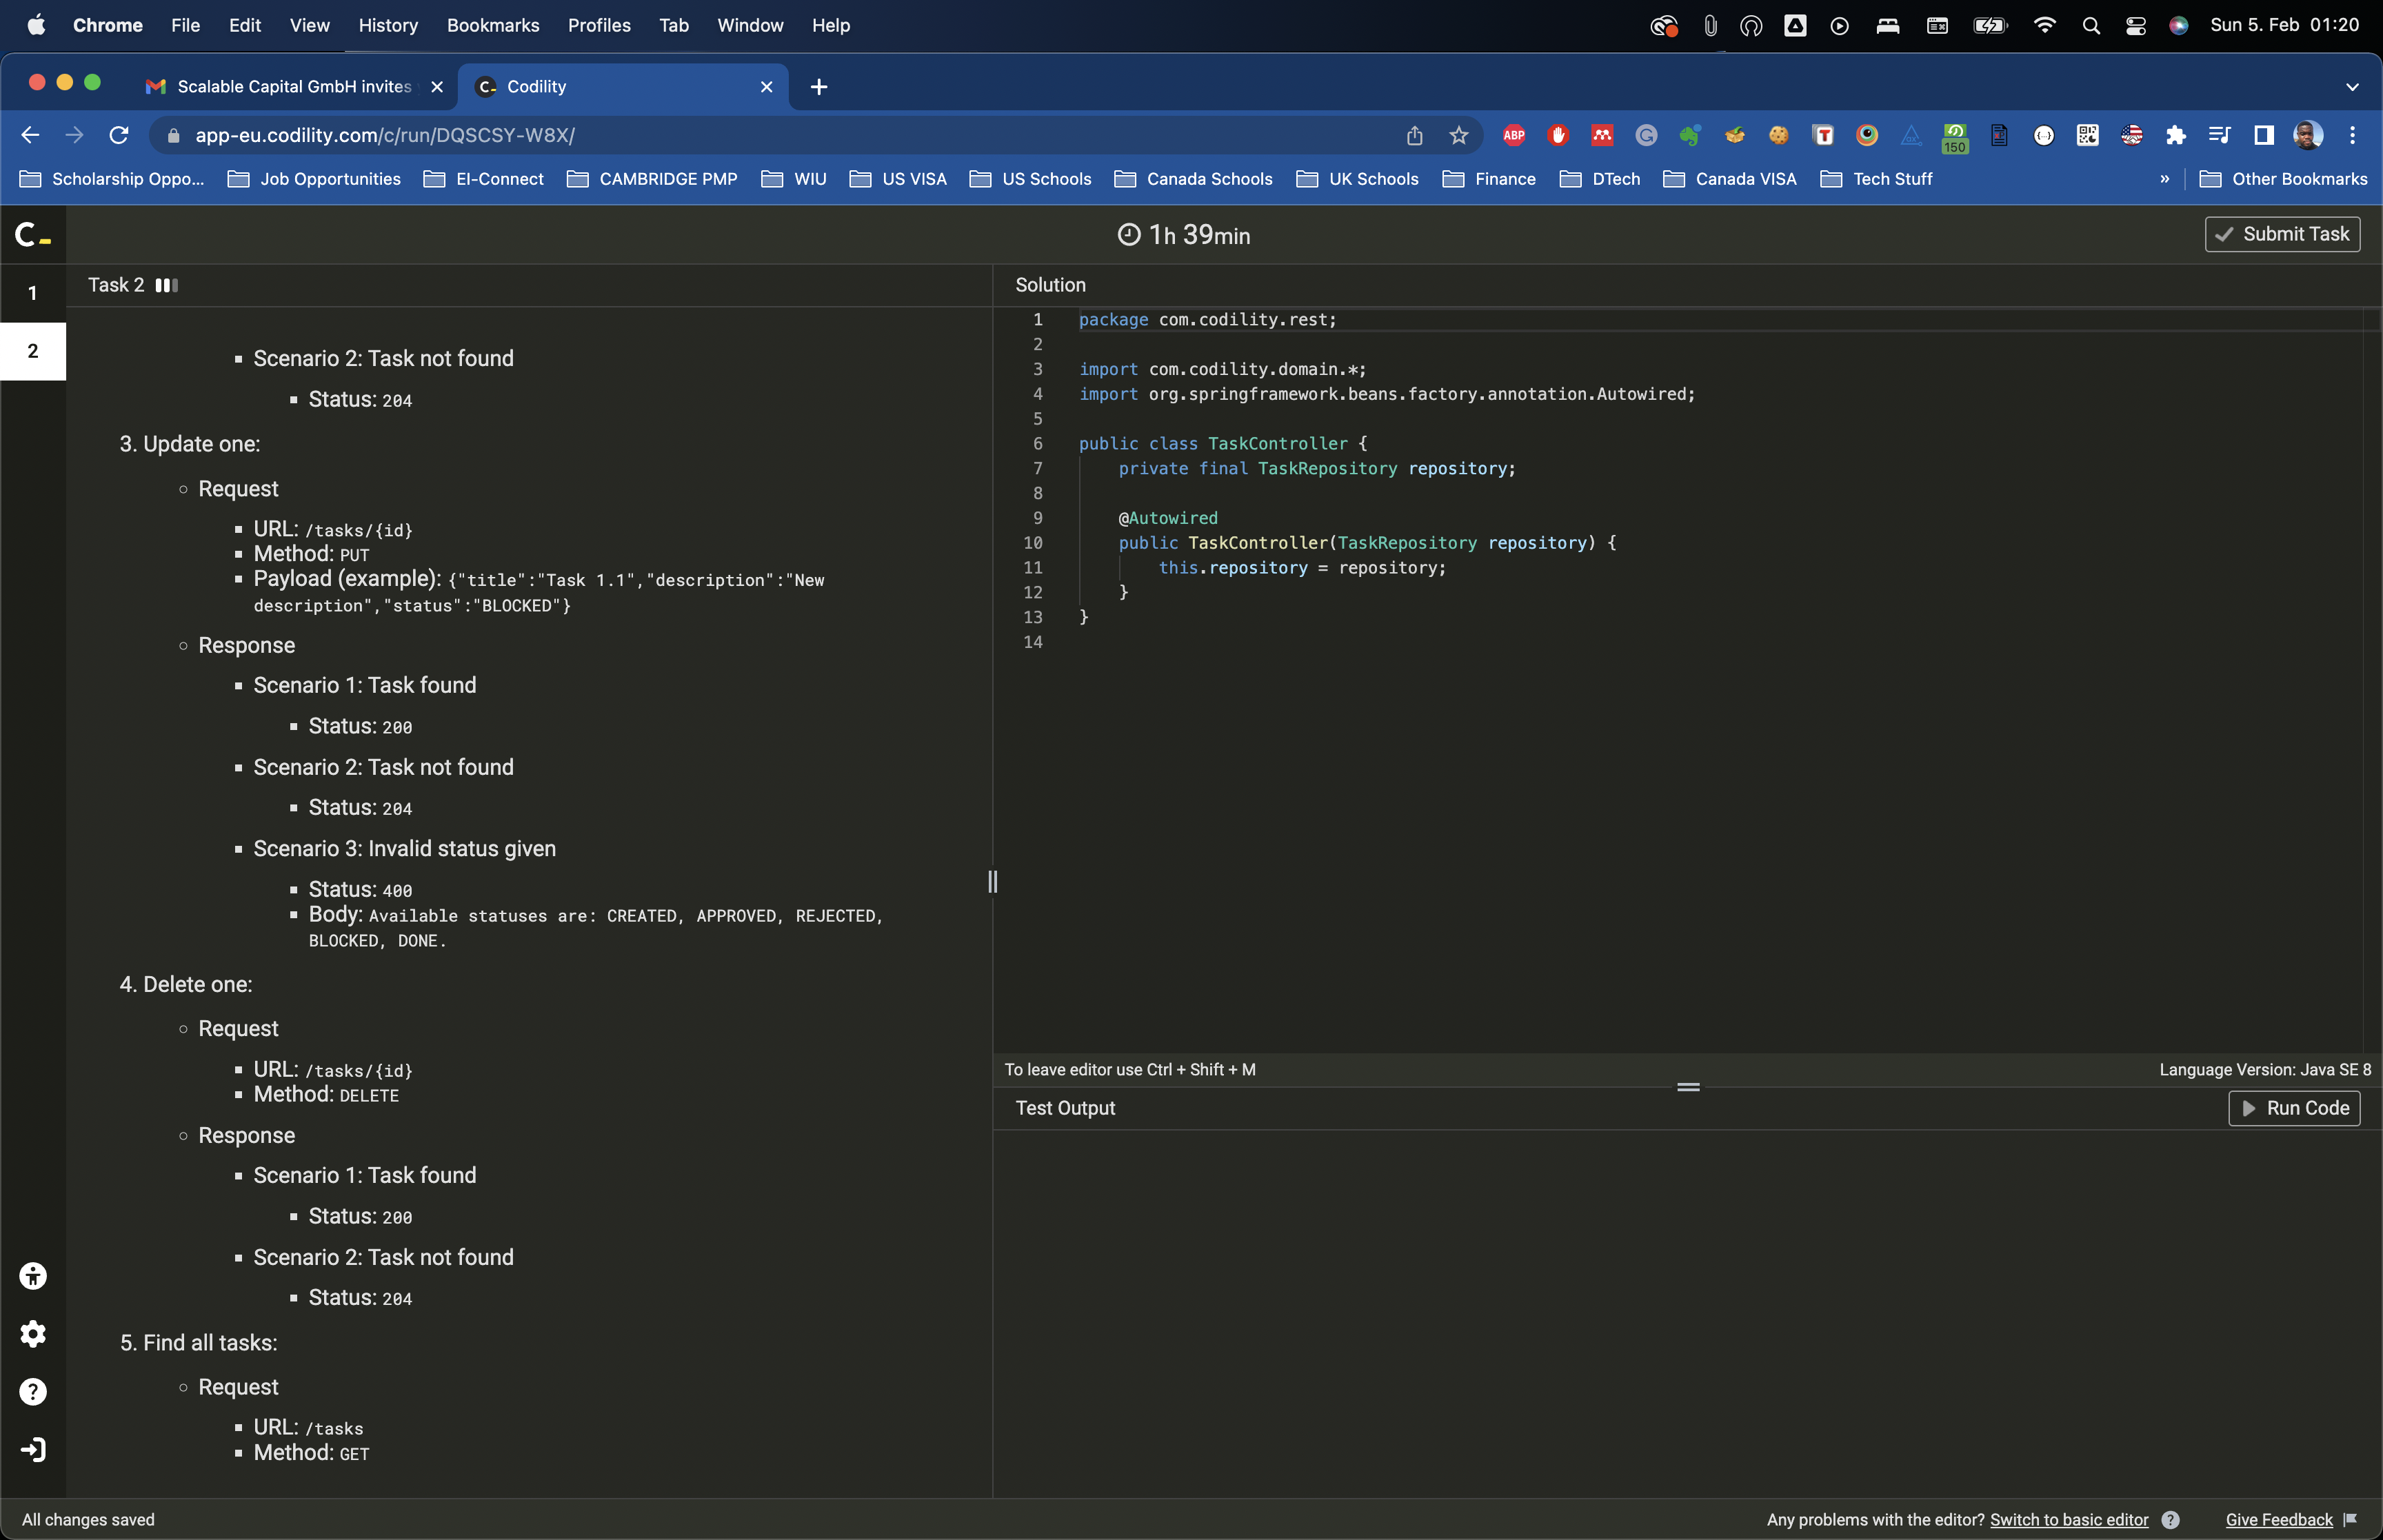 Chrome File Edit View History Bookmarks Profiles Tab Window Help Sun 5. Feb 01:20
Scalable Capital GmbH invites Codility
app-eu.codility.com/c/run/DQSCSY-W8X/ ABP 150
Scholarship Oppo... Job Opportunities EI-Connect CAMBRIDGE PMP WIU US VISA US Schools Canada Schools UK Schools Finance DTech Canada VISA Tech Stuff » Other Bookmarks
1h 39min Submit Task
1
2
Task 2
Scenario 2: Task not found
Status: 204
3. Update one:
Request
URL: /tasks/{id}
Method: PUT
Payload (example): {"title":"Task 1.1","description":"New
description","status":"BLOCKED"}
Response
Scenario 1: Task found
Status: 200
Scenario 2: Task not found
Status: 204
Scenario 3: Invalid status given
Status: 400
Body: Available statuses are: CREATED, APPROVED, REJECTED,
BLOCKED, DONE.
4. Delete one:
Request
URL: /tasks/{id}
Method: DELETE
Response
Scenario 1: Task found
Status: 200
Scenario 2: Task not found
Status: 204
5. Find all tasks:
Request
URL: /tasks
Method: GET
Solution
1 package com.codility.rest;
2
3 import com.codility.domain.*;
4 import org.springframework.beans.factory.annotation.Autowired;
5
6 public class TaskController {
7 private final TaskRepository repository;
8
9 @Autowired
10 public TaskController(TaskRepository repository) {
11 this.repository = repository;
12 }
13 }
14
To leave editor use Ctrl + Shift + M Language Version: Java SE 8
Test Output Run Code
All changes saved Any problems with the editor? Switch to basic editor ? Give Feedback